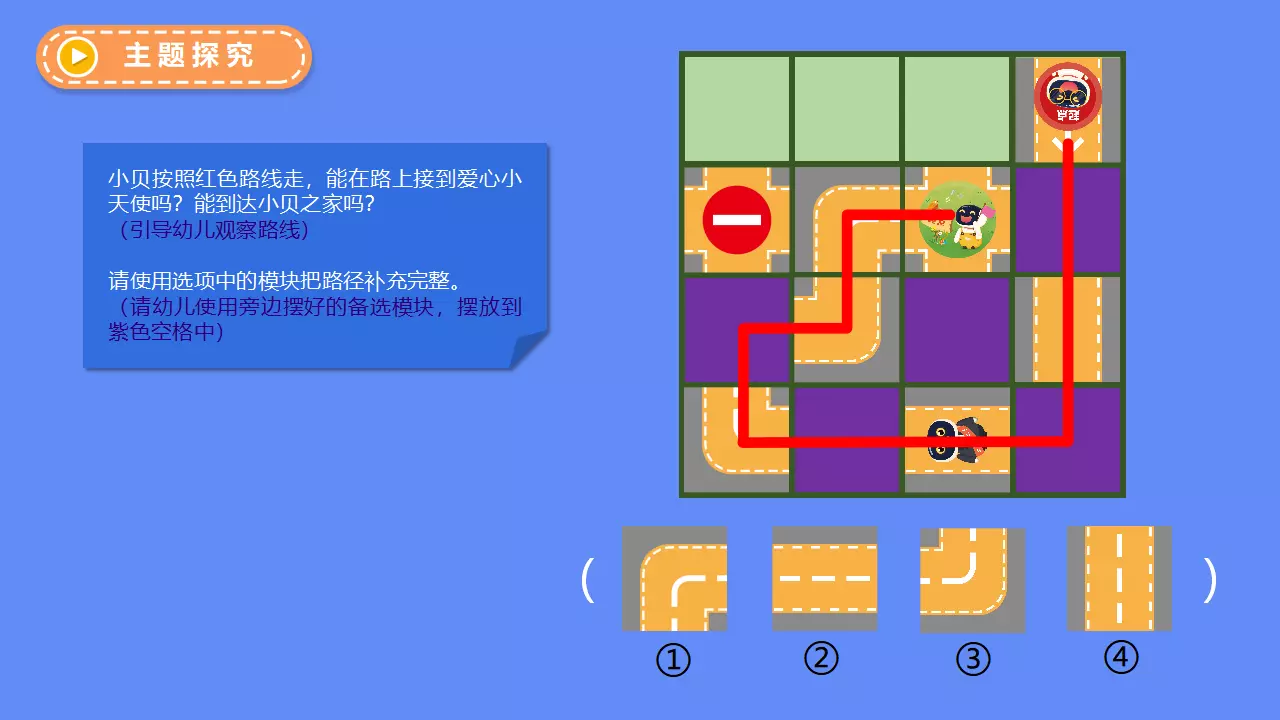 主题探究
小贝按照红色路线走，能在路上接到爱心小
天使吗？能到达小贝之家吗？
（引导幼儿观察路线）
请使用选项中的模块把路径补充完整。
（请幼儿使用旁边摆好的备选模块，摆放到
紫色空格中）
起点
（ ）
① ② ③ ④